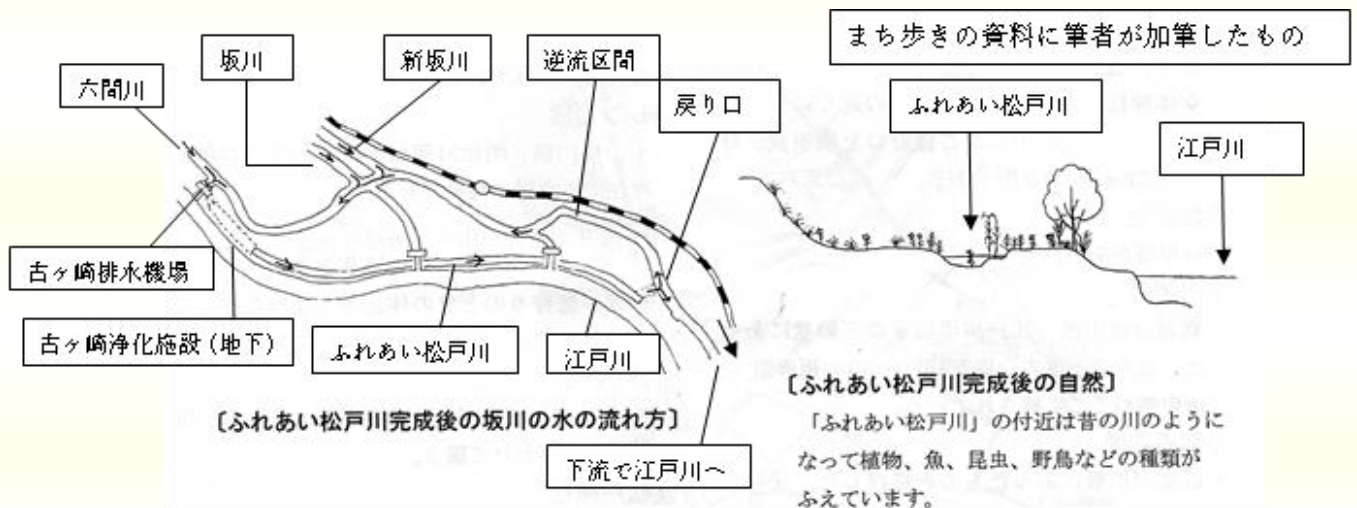 まち歩きの資料に筆者が加筆したもの
六間川
坂川
新坂川
逆流区間
戻り口
ふれあい松戸川
江戸川
古ヶ崎排水機場
古ヶ崎浄化施設(地下)
ふれあい松戸川
江戸川
下流で江戸川へ
〔ふれあい松戸川完成後の坂川の水の流れ方〕
〔ふれあい松戸川完成後の自然〕
「ふれあい松戸川」の付近は昔の川のように
なって植物、魚、昆虫、野鳥などの種類が
ふえています。